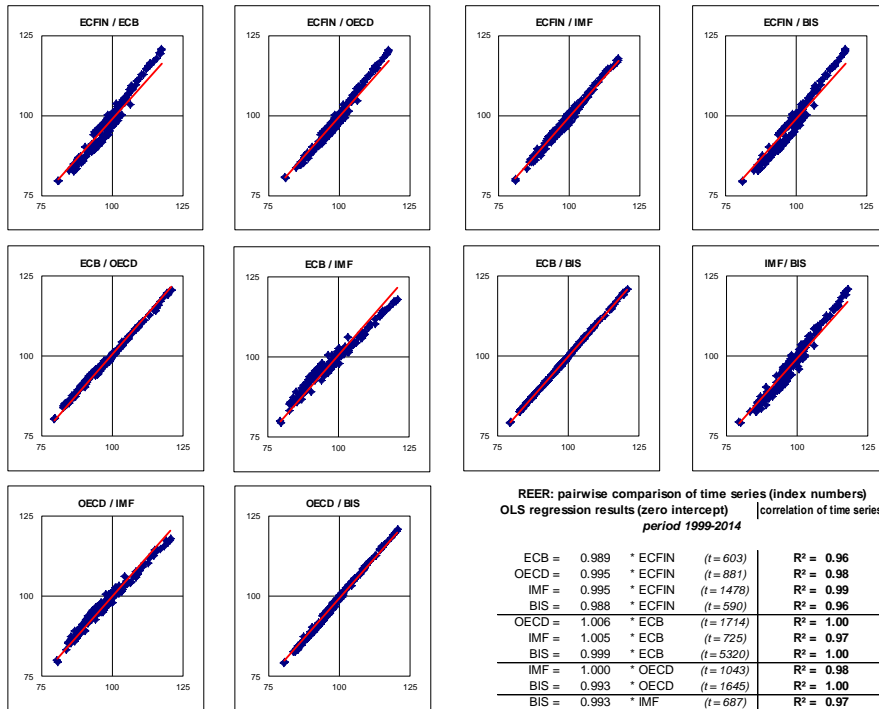 ECFIN / ECB
125
100
75
75 100 125
ECFIN / OECD
125
100
75
75 100 125
ECFIN / IMF
125
100
75
75 100 125
ECFIN / BIS
125
100
75
75 100 125
ECB / OECD
125
100
75
75 100 125
ECB / IMF
125
100
75
75 100 125
ECB / BIS
125
100
75
75 100 125
IMF/ BIS
125
100
75
75 100 125
OECD / IMF
125
100
75
75 100 125
OECD / BIS
125
100
75
75 100 125
REER: pairwise comparison of time series (index numbers)
OLS regression results (zero intercept) correlation of time series
period 1999-2014
ECB = 0.989 * ECFIN (t = 603) R² = 0.96
OECD = 0.995 * ECFIN (t = 881) R² = 0.98
IMF = 0.995 * ECFIN (t = 1478) R² = 0.99
BIS = 0.988 * ECFIN (t = 590) R² = 0.96
OECD = 1.006 * ECB (t = 1714) R² = 1.00
IMF = 1.005 * ECB (t = 725) R² = 0.97
BIS = 0.999 * ECB (t = 5320) R² = 1.00
IMF = 1.000 * OECD (t = 1043) R² = 0.98
BIS = 0.993 * OECD (t = 1645) R² = 1.00
BIS = 0.993 * IMF (t = 687) R² = 0.97